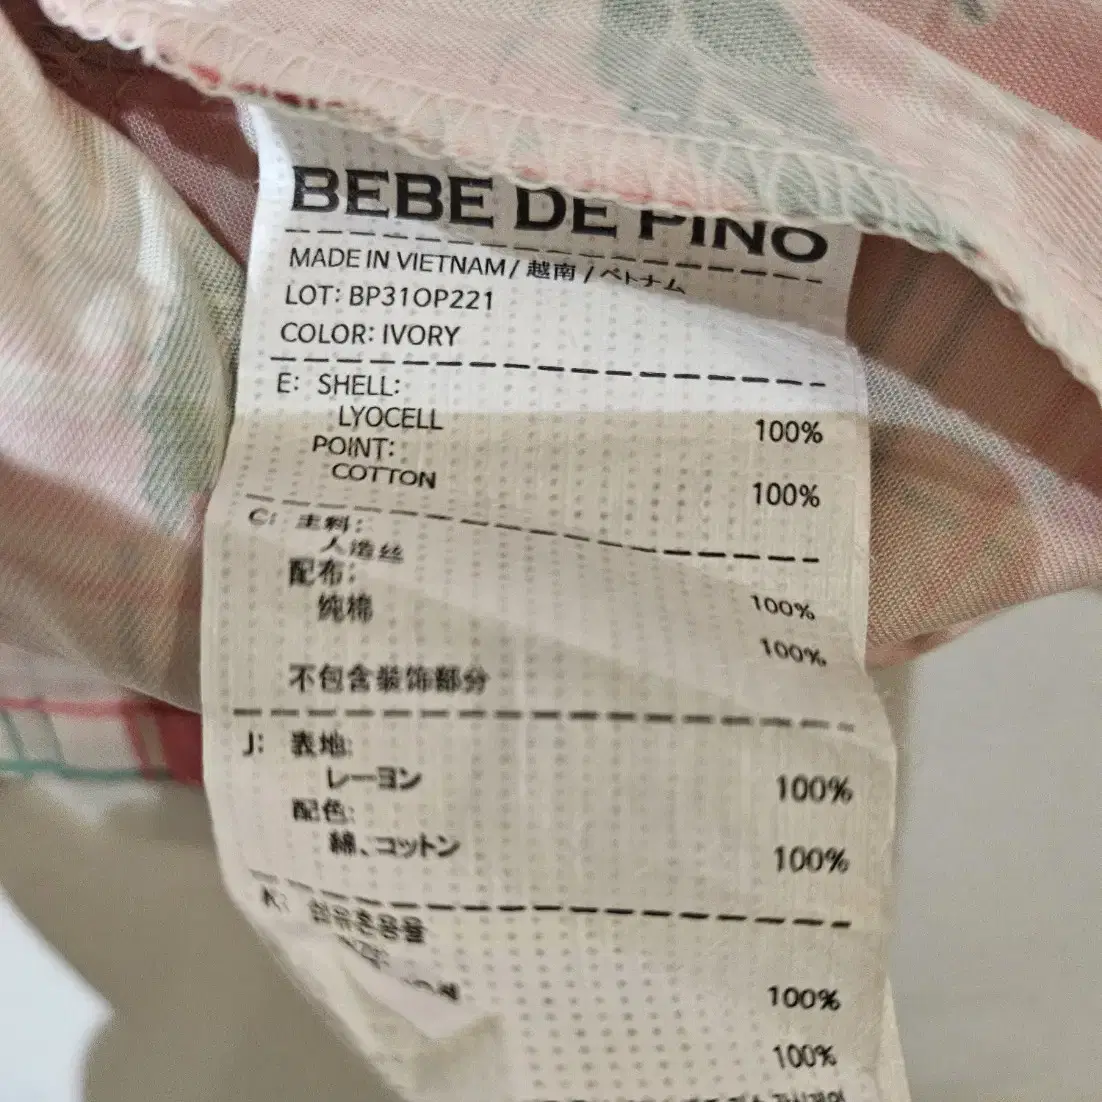 BEBE DE PINO
MADE IN VIETNAM / 越南 / ベトナム
LOT: BP31OP221
COLOR: IVORY
E: SHELL:
LYOCELL 100%
POINT:
COTTON 100%
C: 主料:
人造丝 100%
配布:
纯棉 100%
不包含装饰部分
J: 表地:
レーヨン 100%
配色:
綿、コットン 100%
K: 섬유혼용율
100%
100%